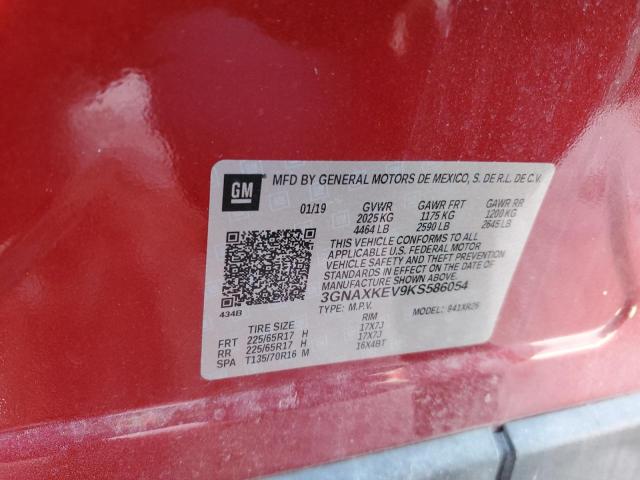 GM
MFD BY GENERAL MOTORS DE MEXICO, S. DE R.L. DE C.V.
01/19 GVWR GAWR FRT GAWR RR
2025 KG 1175 KG 1200 KG
4464 LB 2590 LB 2645 LB
THIS VEHICLE CONFORMS TO ALL
APPLICABLE U.S. FEDERAL MOTOR
VEHICLE SAFETY AND THEFT PREVENTION
STANDARDS IN EFFECT ON THE DATE OF
MANUFACTURE SHOWN ABOVE.
3GNAXKEV9KS586054
TYPE: M.P.V. MODEL: 941XR26
434B
TIRE SIZE RIM
FRT 225/65R17 H 17X7J
RR 225/65R17 H 17X7J
SPA T135/70R16 M 16X4BT